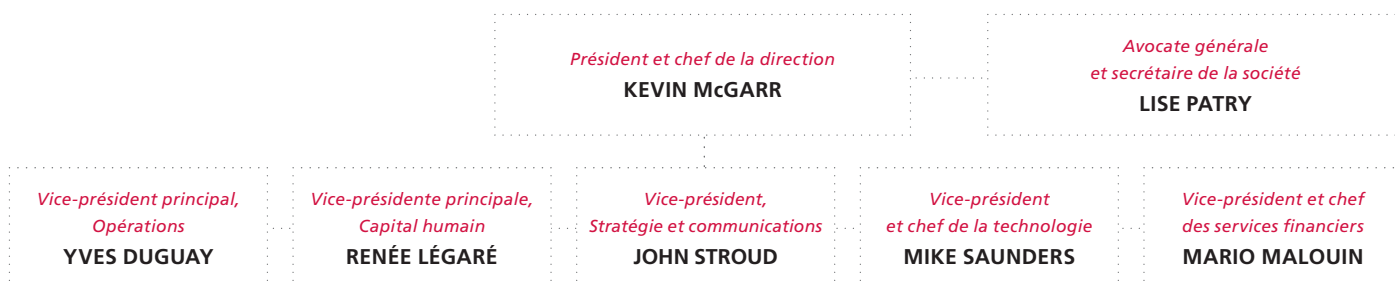 Président et chef de la direction
KEVIN McGARR
Avocate générale
et secrétaire de la société
LISE PATRY
Vice-président principal,
Opérations
YVES DUGUAY
Vice-présidente principale,
Capital humain
RENÉE LÉGARÉ
Vice-président,
Stratégie et communications
JOHN STROUD
Vice-président
et chef de la technologie
MIKE SAUNDERS
Vice-président et chef
des services financiers
MARIO MALOUIN